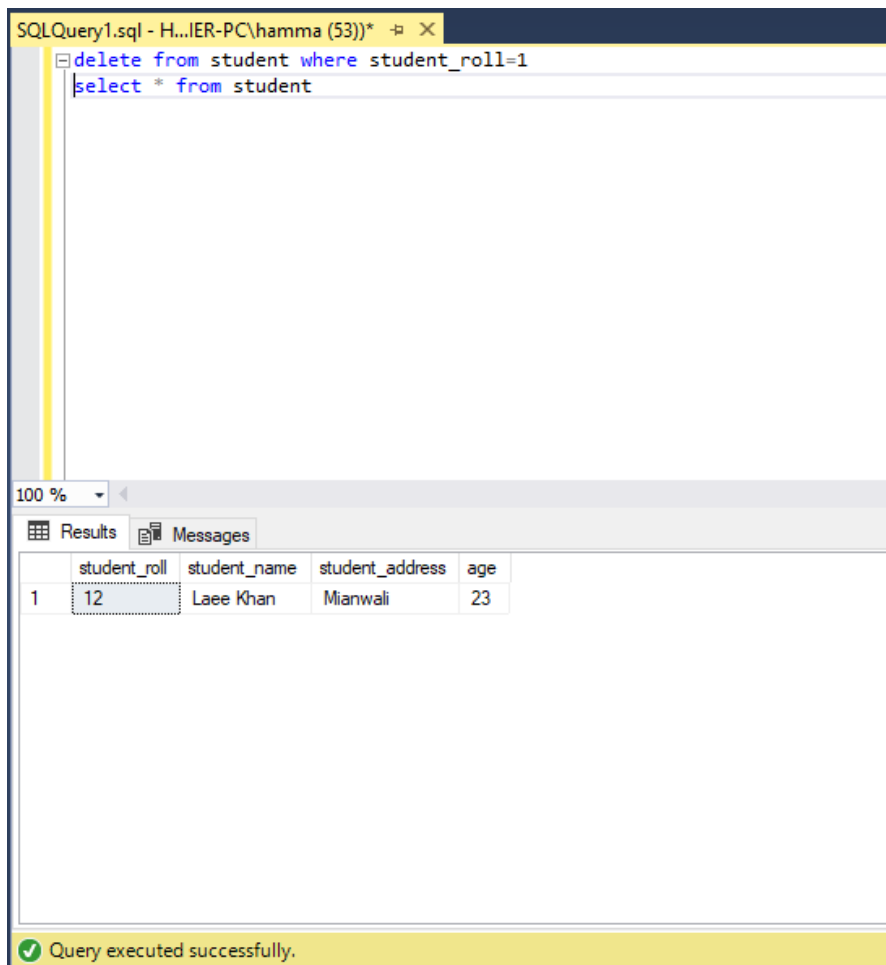 SQLQuery1.sql - H...IER-PC\hamma (53))*
delete from student where student_roll=1
select * from student
100 %
Results Messages
student_roll student_name student_address age
1 12 Laee Khan Mianwali 23
Query executed successfully.